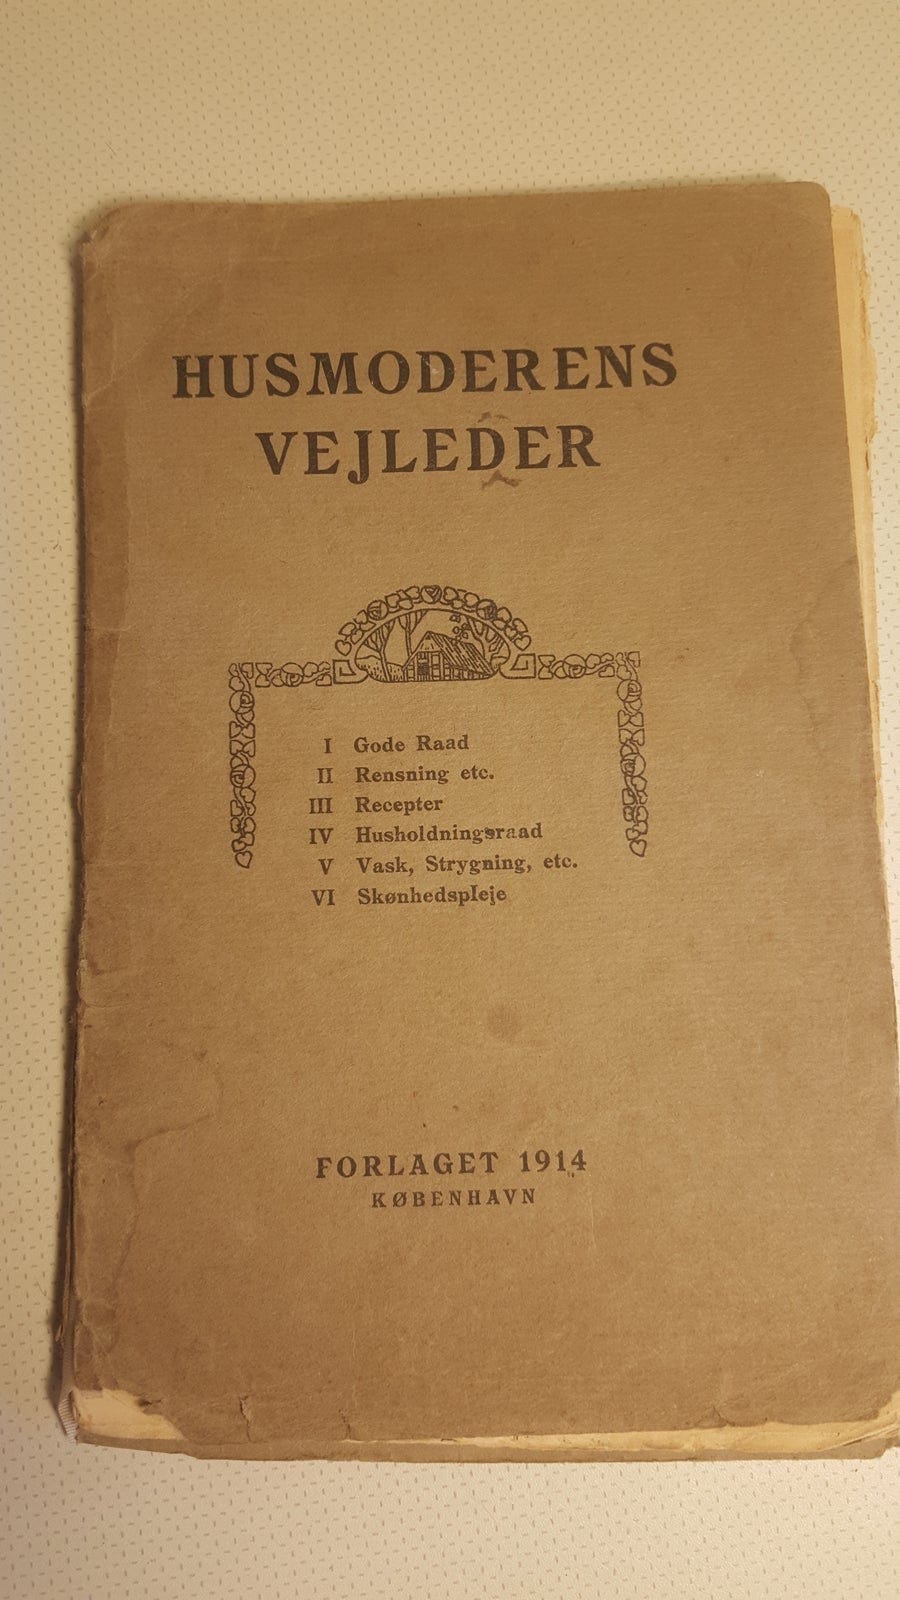 HUSMODERENS
VEJLEDER
I Gode Raad
II Rensning etc.
III Recepter
IV Husholdningsraad
V Vask, Strygning, etc.
VI Skønhedspleje
FORLAGET 1914
KØBENHAVN